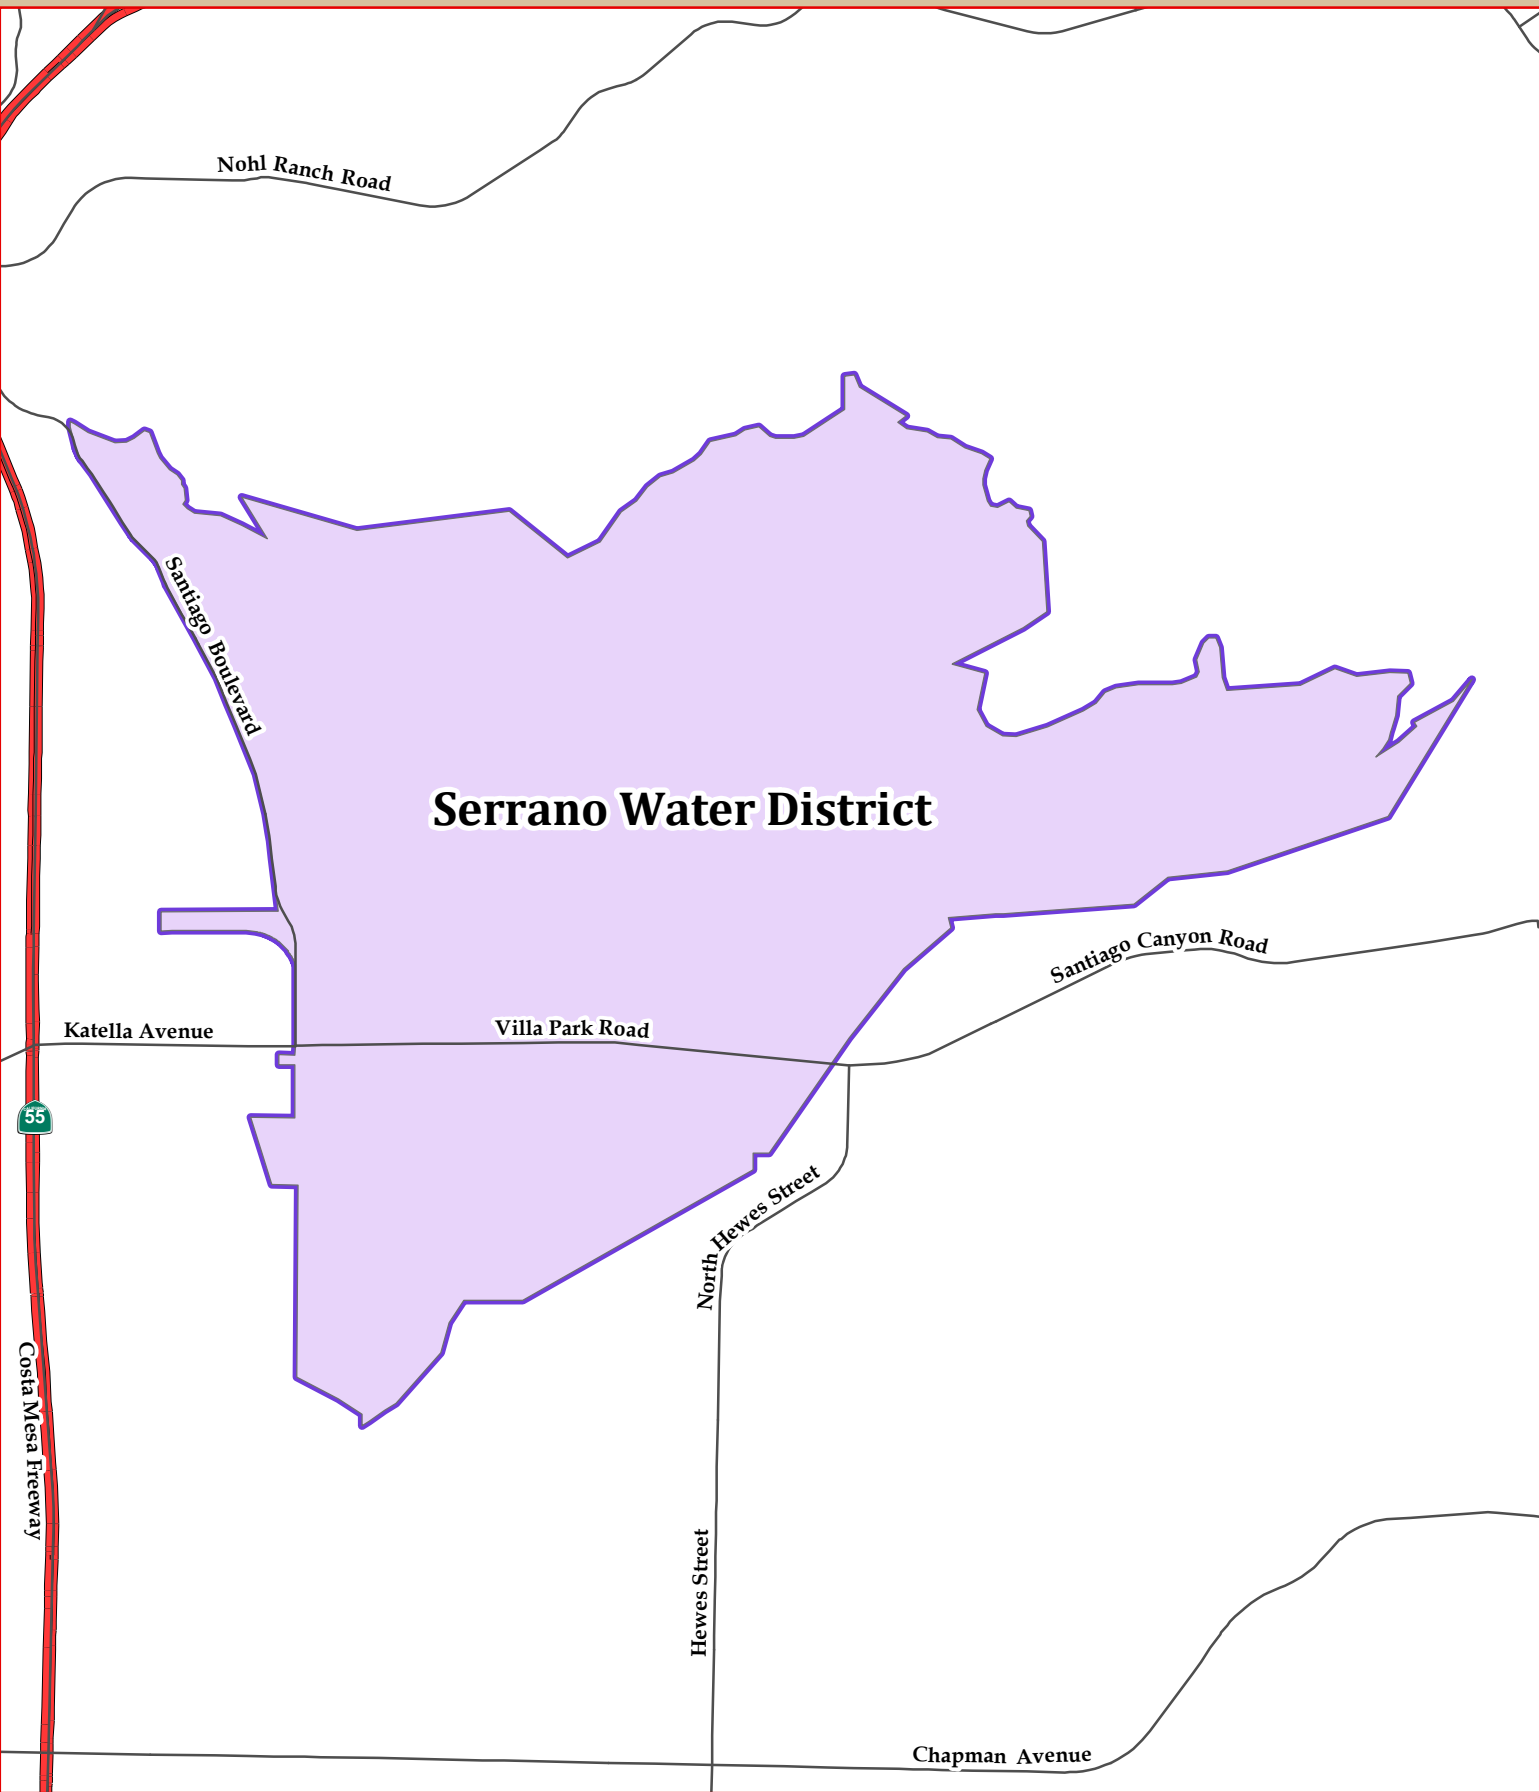 Nohl Ranch Road
Santiago Boulevard
Serrano Water District
Santiago Canyon Road
Katella Avenue
Villa Park Road
55
North Hewes Street
Costa Mesa Freeway
Hewes Street
Chapman Avenue